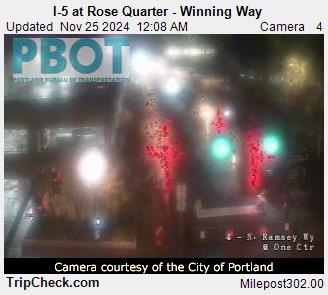 I-5 at Rose Quarter - Winning Way
Updated Nov 25 2024 12:08 AM Camera 4
PBOT
PORTLAND BUREAU OF TRANSPORTATION
4 - N. Ramsey Wy
@ One Ctr
Camera courtesy of the City of Portland
TripCheck.com Milepost302.00